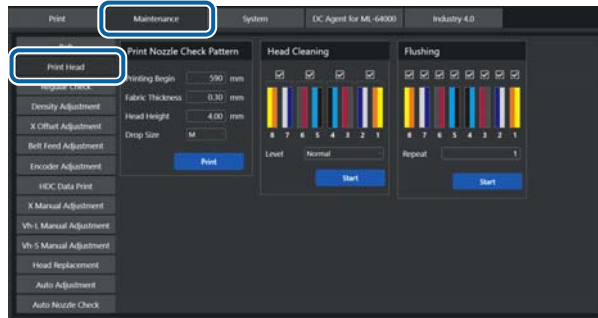 Print Maintenance System DC Agent for ML-64000 Industry 4.0
Print Head
Regular Check
Density Adjustment
X Offset Adjustment
Belt Feed Adjustment
Encoder Adjustment
HDC Data Print
X Manual Adjustment
Vh-L Manual Adjustment
Vh-S Manual Adjustment
Head Replacement
Auto Adjustment
Auto Nozzle Check
Print Nozzle Check Pattern
Printing Begin 590 mm
Fabric Thickness 0.30 mm
Head Height 4.00 mm
Drop Size M
Print
Head Cleaning
8 7 6 5 4 3 2 1
Level Normal
Start
Flushing
8 7 6 5 4 3 2 1
Repeat 1
Start